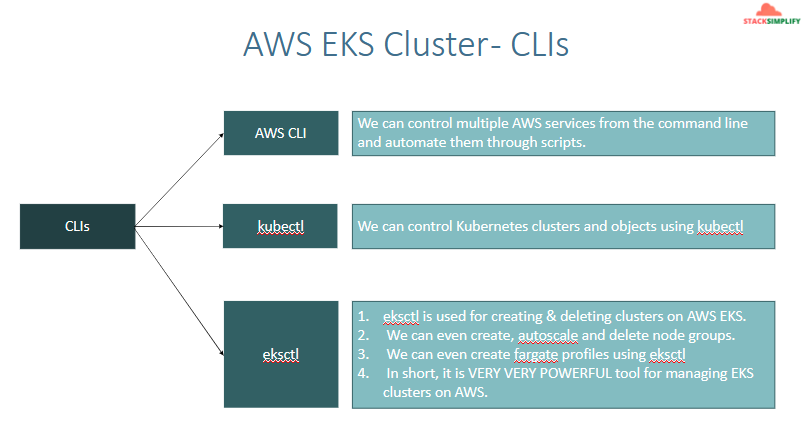 STACKSIMPLIFY
AWS EKS Cluster- CLIs
CLIs
AWS CLI
We can control multiple AWS services from the command line
and automate them through scripts.
kubectl
We can control Kubernetes clusters and objects using kubectl
eksctl
1. eksctl is used for creating & deleting clusters on AWS EKS.
2. We can even create, autoscale and delete node groups.
3. We can even create fargate profiles using eksctl
4. In short, it is VERY VERY POWERFUL tool for managing EKS
clusters on AWS.